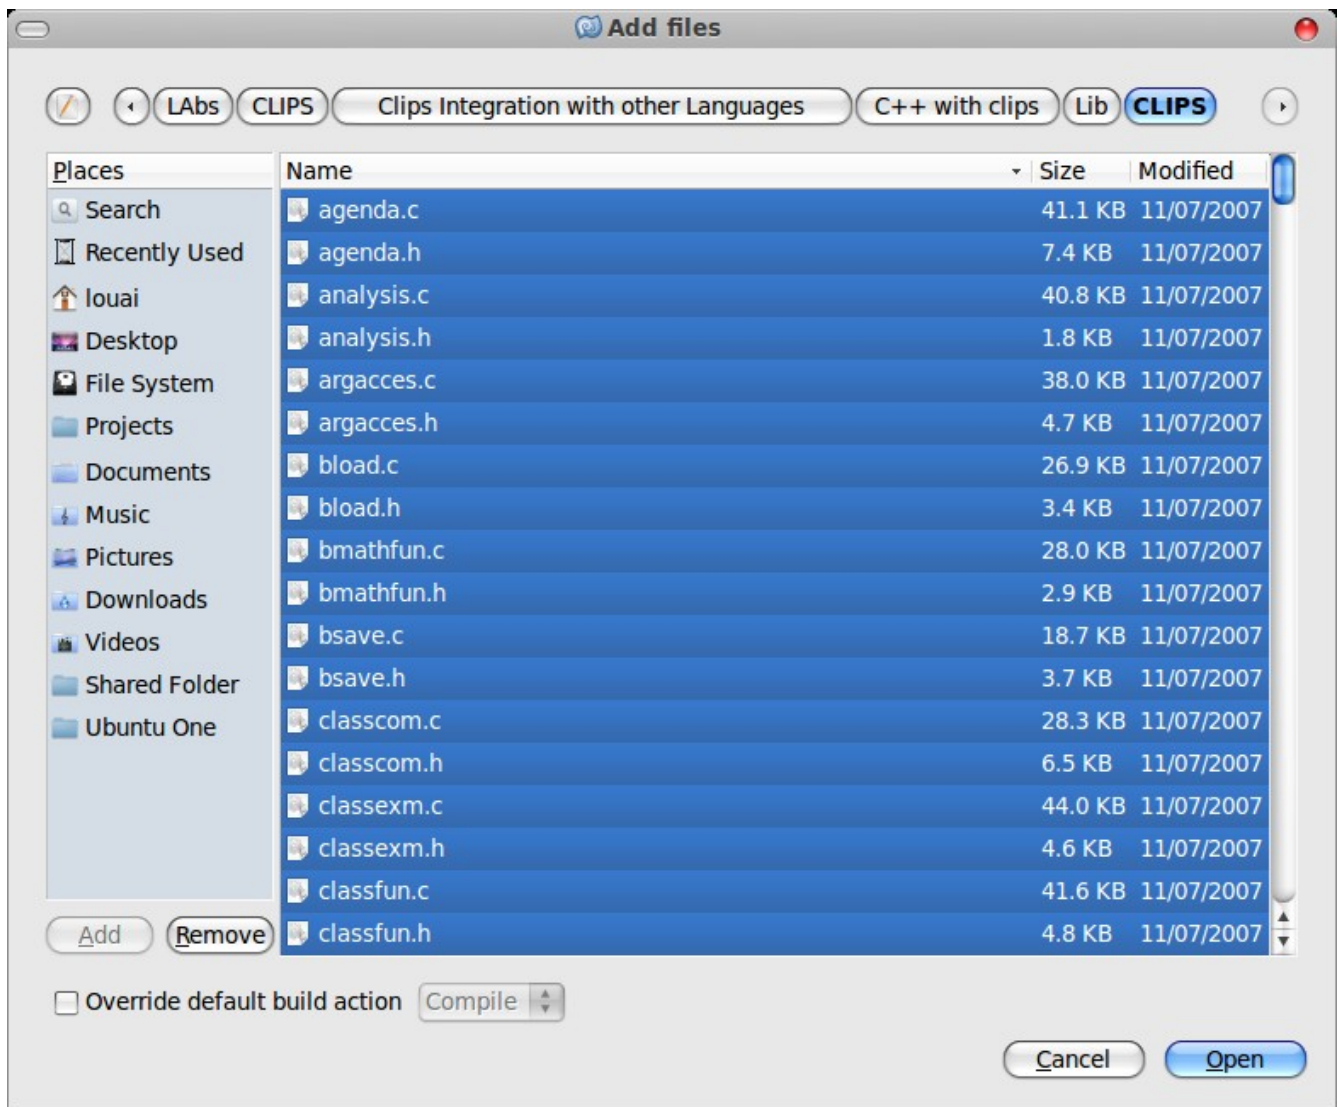 Add files
LAbs CLIPS Clips Integration with other Languages C++ with clips Lib CLIPS
Places
Search
Recently Used
louai
Desktop
File System
Projects
Documents
Music
Pictures
Downloads
Videos
Shared Folder
Ubuntu One
Add Remove
Name Size Modified
agenda.c 41.1 KB 11/07/2007
agenda.h 7.4 KB 11/07/2007
analysis.c 40.8 KB 11/07/2007
analysis.h 1.8 KB 11/07/2007
argacces.c 38.0 KB 11/07/2007
argacces.h 4.7 KB 11/07/2007
bload.c 26.9 KB 11/07/2007
bload.h 3.4 KB 11/07/2007
bmathfun.c 28.0 KB 11/07/2007
bmathfun.h 2.9 KB 11/07/2007
bsave.c 18.7 KB 11/07/2007
bsave.h 3.7 KB 11/07/2007
classcom.c 28.3 KB 11/07/2007
classcom.h 6.5 KB 11/07/2007
classexm.c 44.0 KB 11/07/2007
classexm.h 4.6 KB 11/07/2007
classfun.c 41.6 KB 11/07/2007
classfun.h 4.8 KB 11/07/2007
Override default build action Compile
Cancel Open